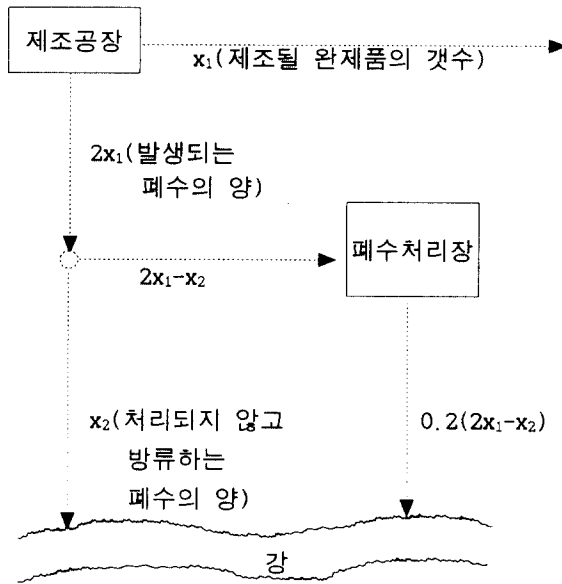 제조공장
x₁(제조될 완제품의 갯수)
2x₁(발생되는
폐수의 양)
폐수처리장
2x₁-x₂
x₂(처리되지 않고
방류하는
폐수의 양)
0.2(2x₁-x₂)
강